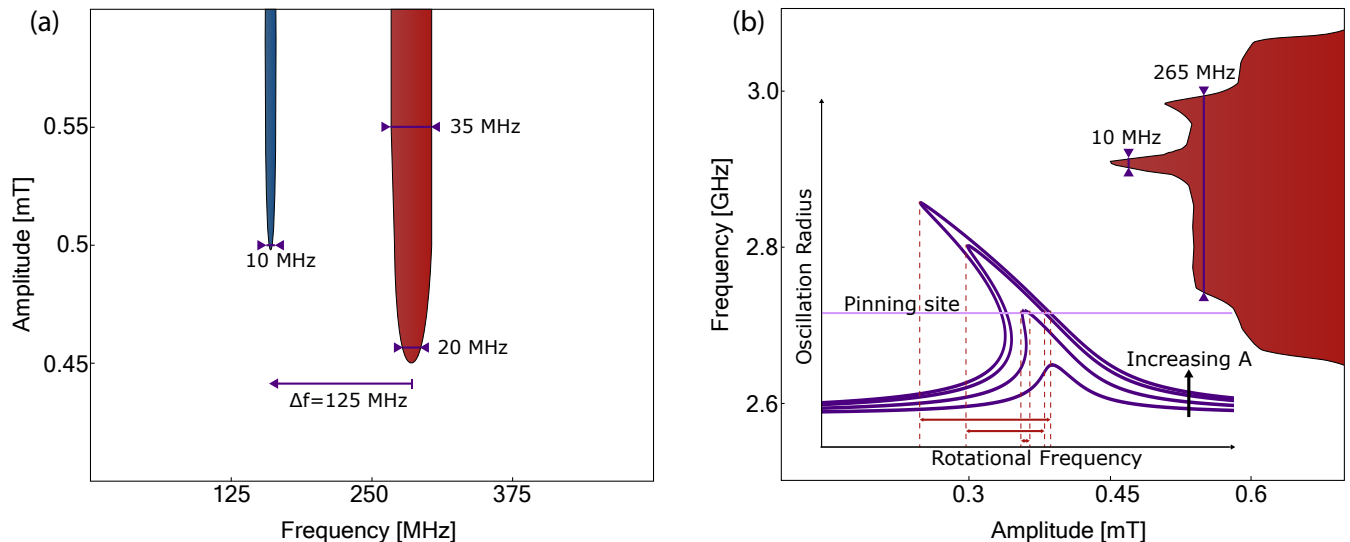 (a)
Amplitude [mT]
0.55
0.5
0.45
35 MHz
10 MHz
20 MHz
Δf=125 MHz
125
250
375
Frequency [MHz]
(b)
Frequency [GHz]
3.0
2.8
2.6
265 MHz
10 MHz
Oscillation Radius
Pinning site
Increasing A
Rotational Frequency
0.3
0.45
0.6
Amplitude [mT]